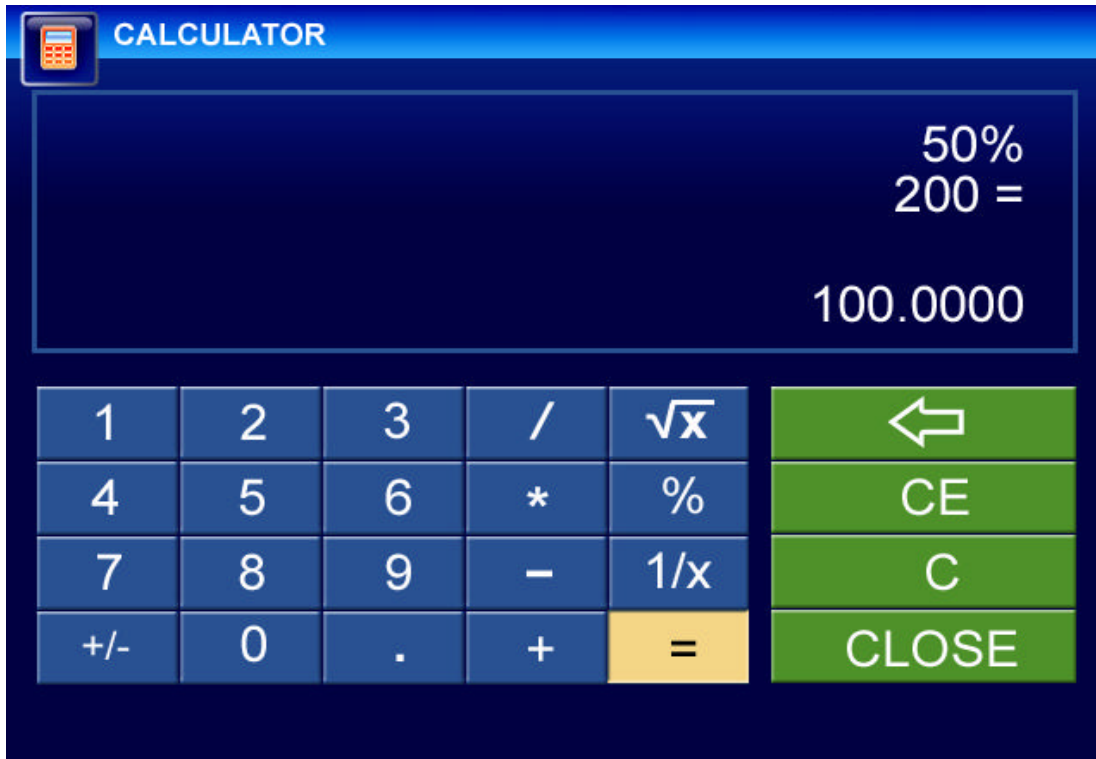 CALCULATOR
50%
200 =
100.0000
1 2 3 / √x
4 5 6 * % CE
7 8 9 − 1/x C
+/- 0 . + = CLOSE